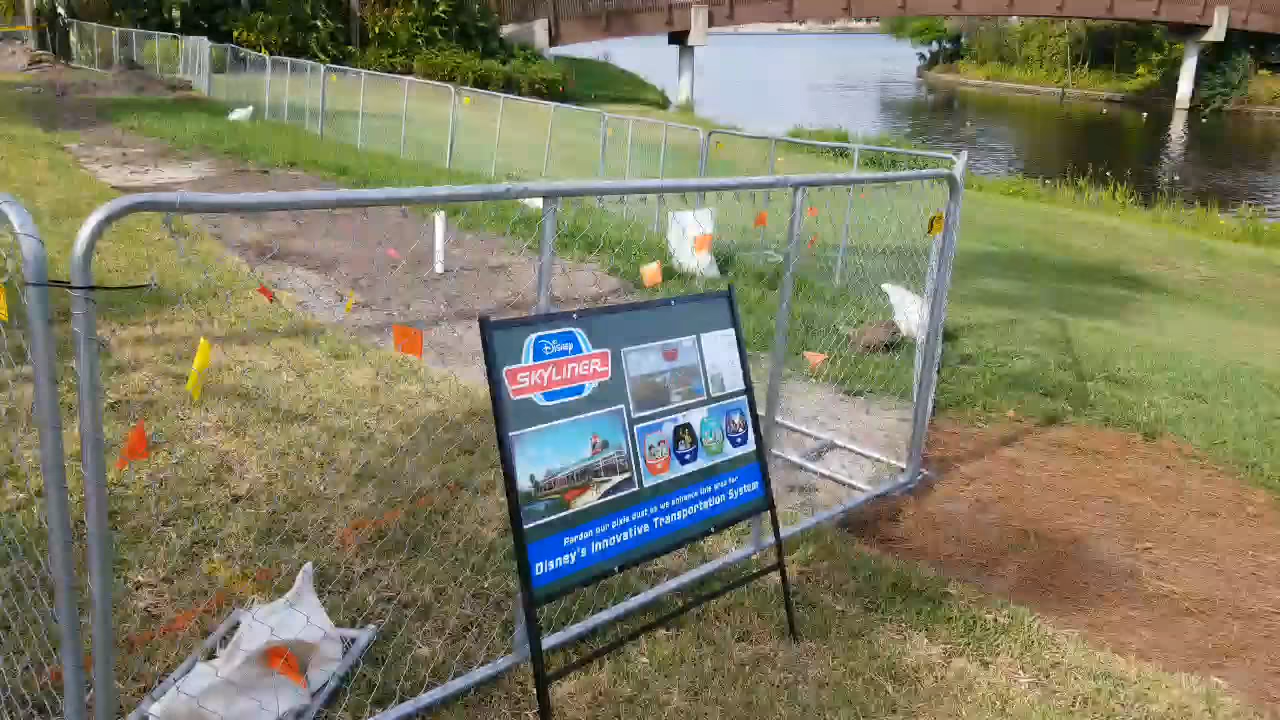 Disney
SKYLINER
Pardon our pixie dust as we enhance this area for
Disney's Innovative Transportation System